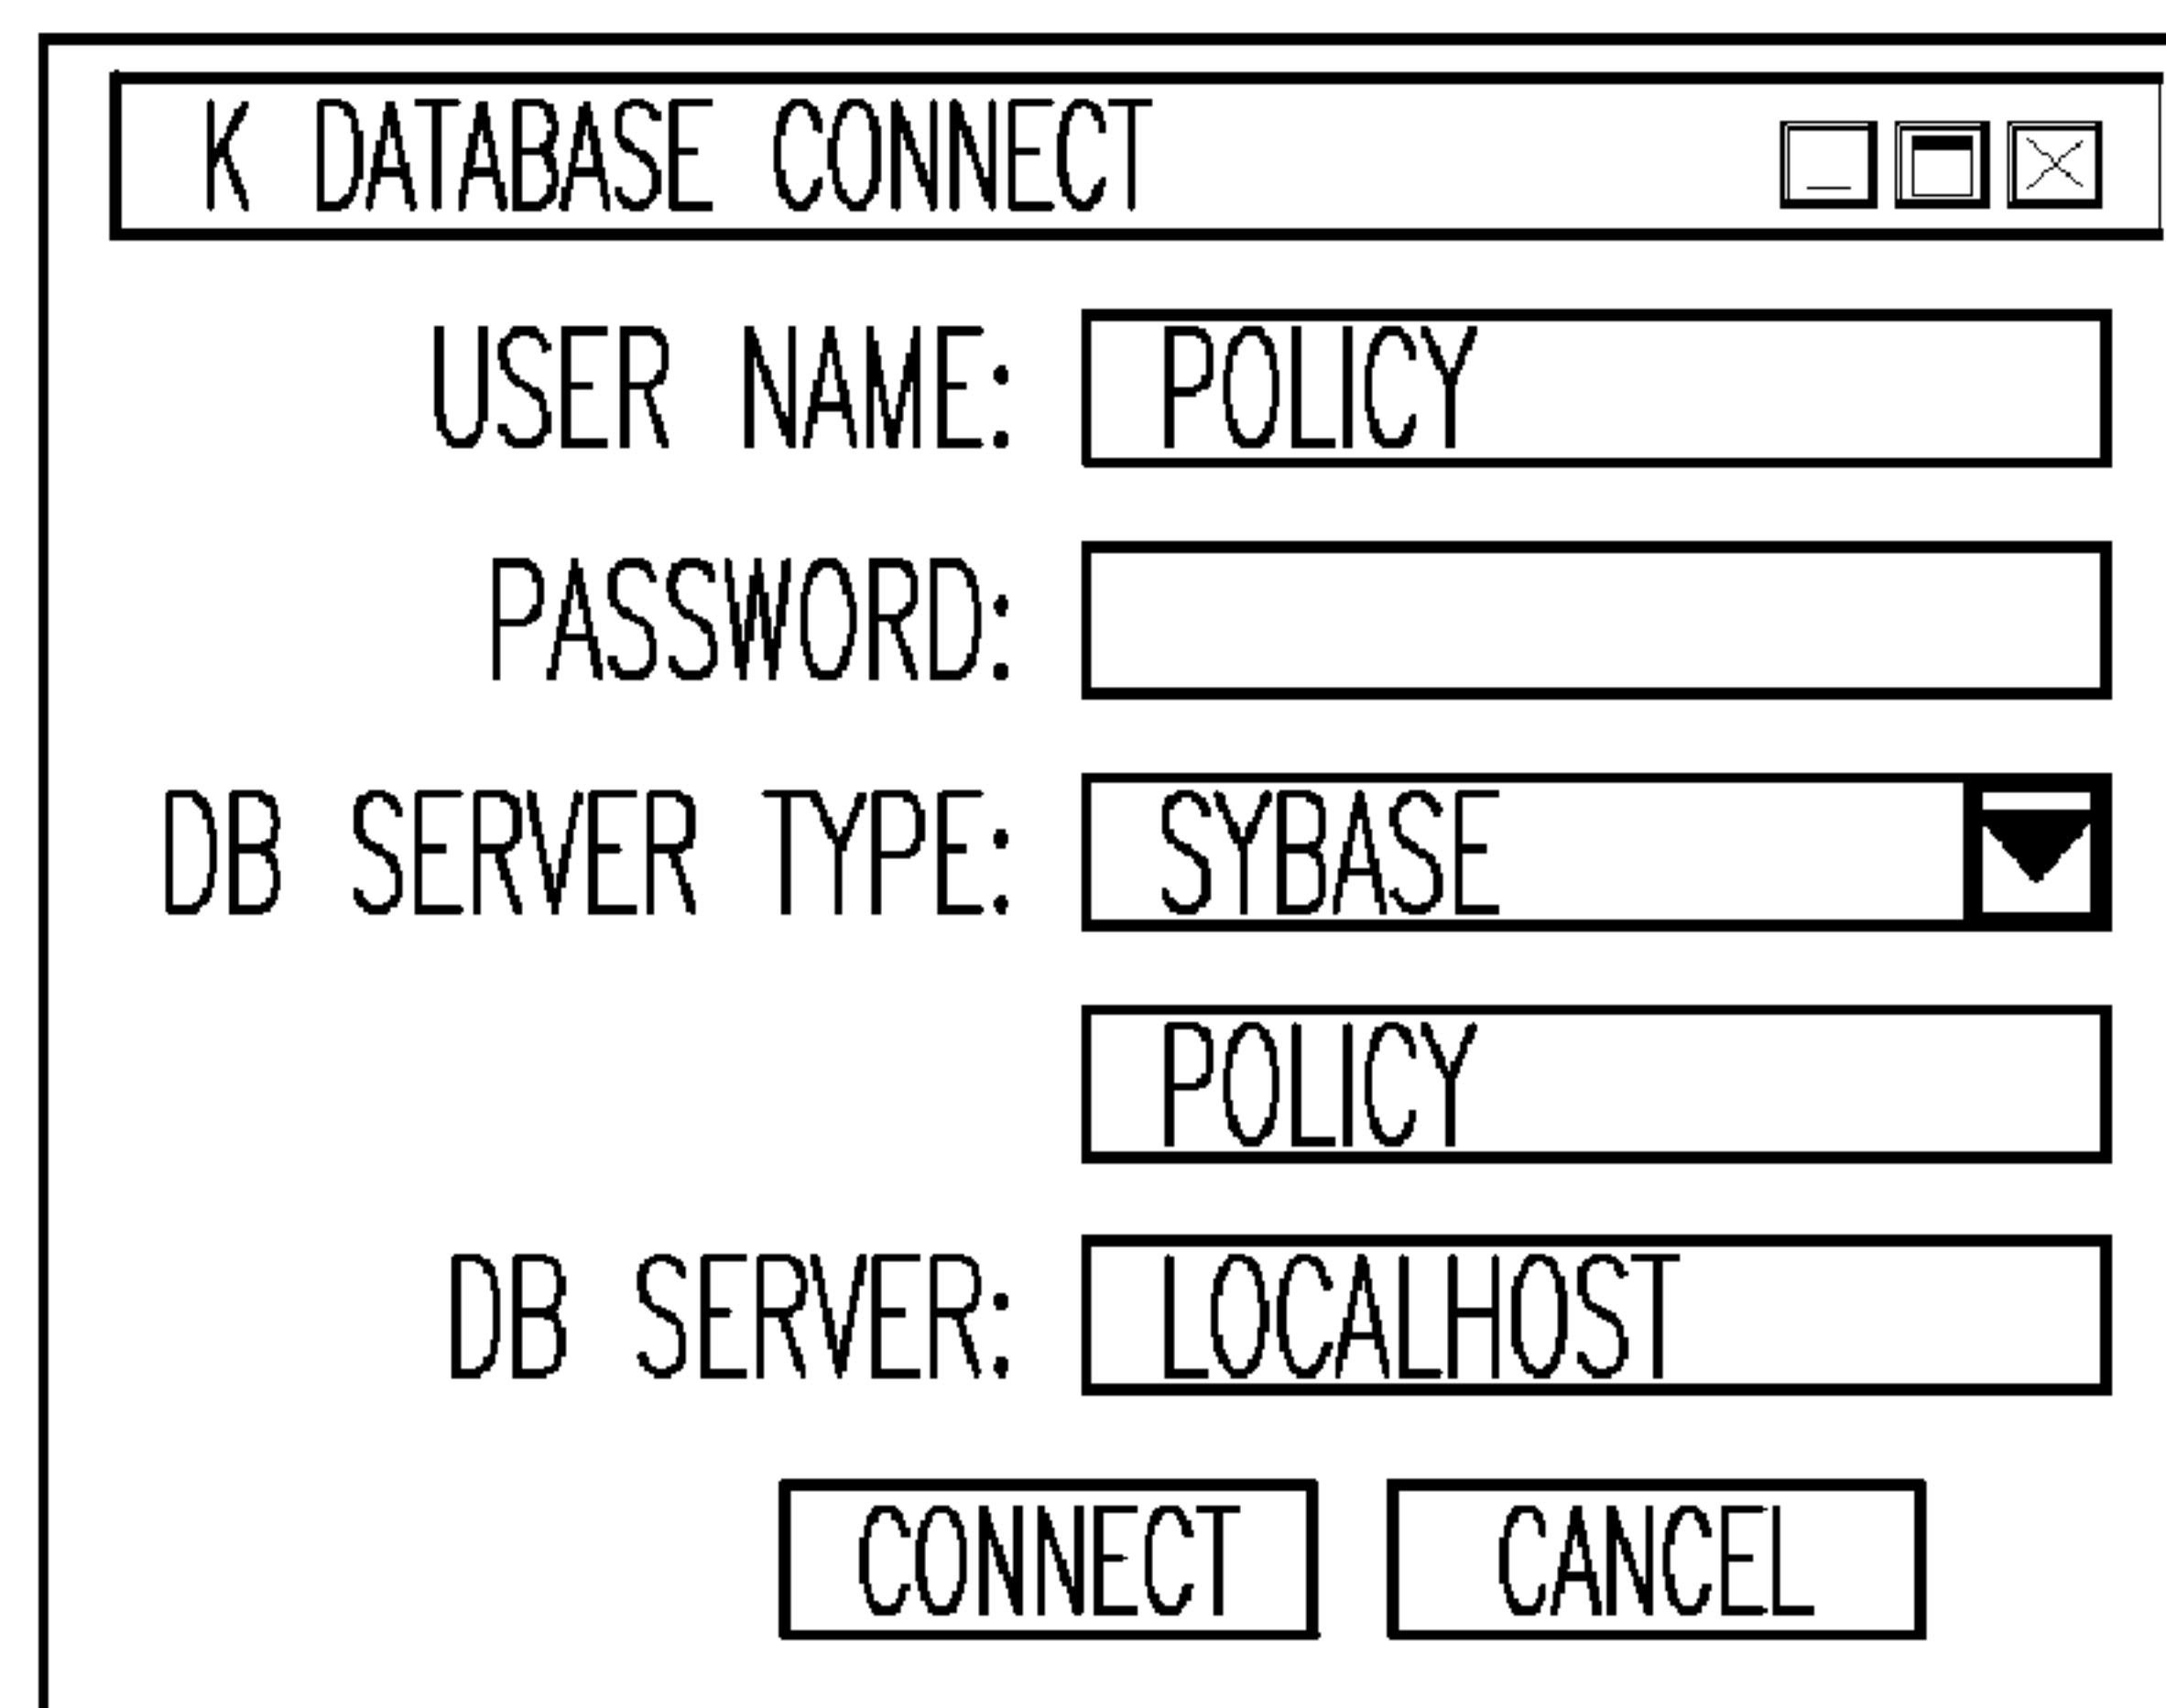 K DATABASE CONNECT
USER NAME: POLICY
PASSWORD:
DB SERVER TYPE: SYBASE
POLICY
DB SERVER: LOCALHOST
CONNECT CANCEL